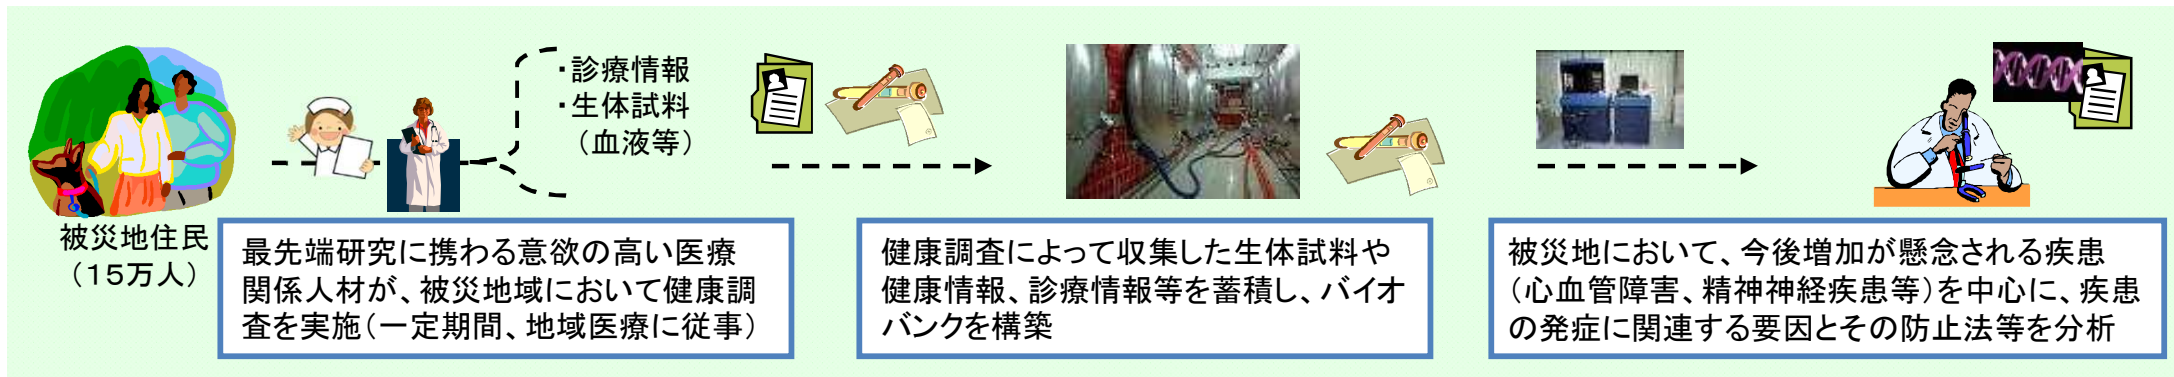 ・診療情報
・生体試料
（血液等）
被災地住民
（１５万人）
最先端研究に携わる意欲の高い医療
関係人材が、被災地域において健康調
査を実施（一定期間、地域医療に従事）
健康調査によって収集した生体試料や
健康情報、診療情報等を蓄積し、バイオ
バンクを構築
被災地において、今後増加が懸念される疾患
（心血管障害、精神神経疾患等）を中心に、疾患
の発症に関連する要因とその防止法等を分析